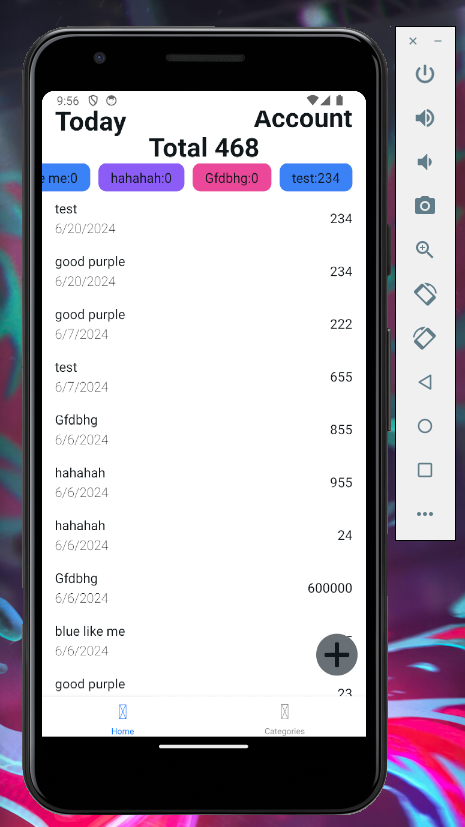 9:56
Today
Account
Total 468
e me:0
hahahah:0
Gfdbhg:0
test:234
test
234
6/20/2024
good purple
234
6/20/2024
good purple
222
6/7/2024
test
655
6/7/2024
Gfdbhg
855
6/6/2024
hahahah
955
6/6/2024
hahahah
24
6/6/2024
Gfdbhg
600000
6/6/2024
blue like me
6/6/2024
good purple
23
Home
Categories